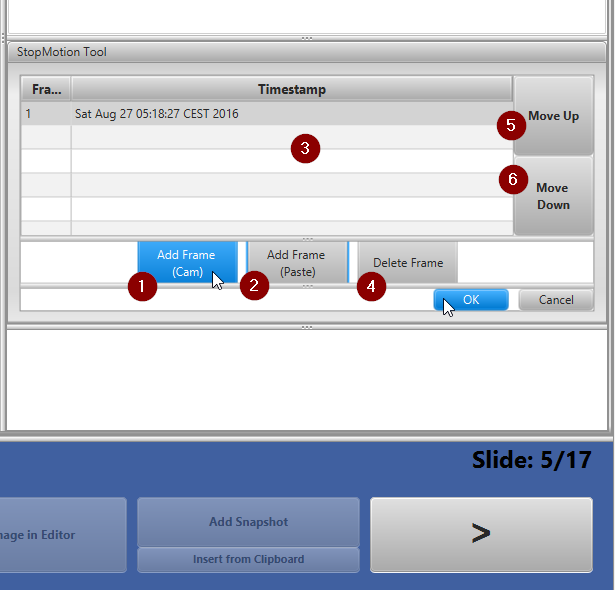 StopMotion Tool
Fra... Timestamp
1 Sat Aug 27 05:18:27 CEST 2016
3
5 Move Up
6 Move
Down
Add Frame
(Cam)
1
Add Frame
(Paste)
2
Delete Frame
4
OK Cancel
Slide: 5/17
nage in Editor
Add Snapshot
Insert from Clipboard
>